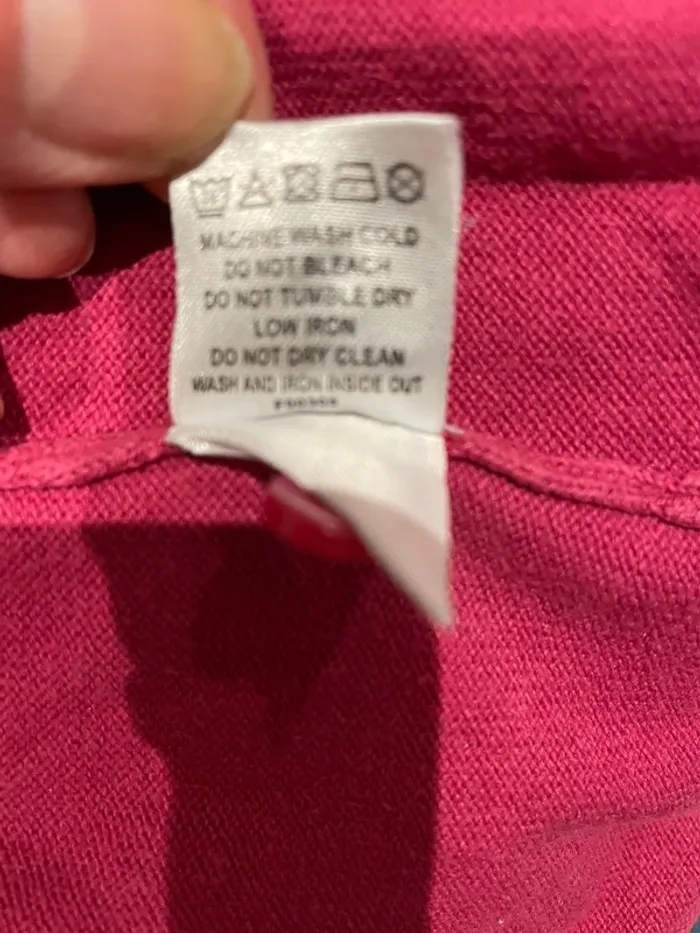 MACHINE WASH COLD
DO NOT BLEACH
DO NOT TUMBLE DRY
LOW IRON
DO NOT DRY CLEAN
WASH AND IRON INSIDE OUT